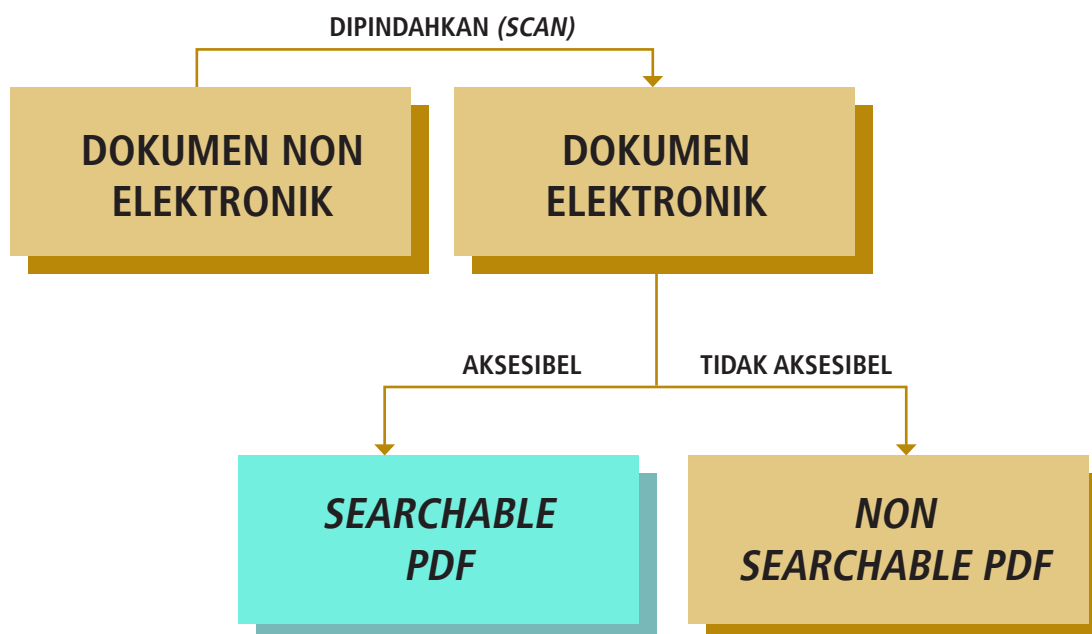 DIPINDAHKAN (SCAN)
DOKUMEN NON
ELEKTRONIK
DOKUMEN
ELEKTRONIK
AKSESIBEL
TIDAK AKSESIBEL
SEARCHABLE
PDF
NON
SEARCHABLE PDF